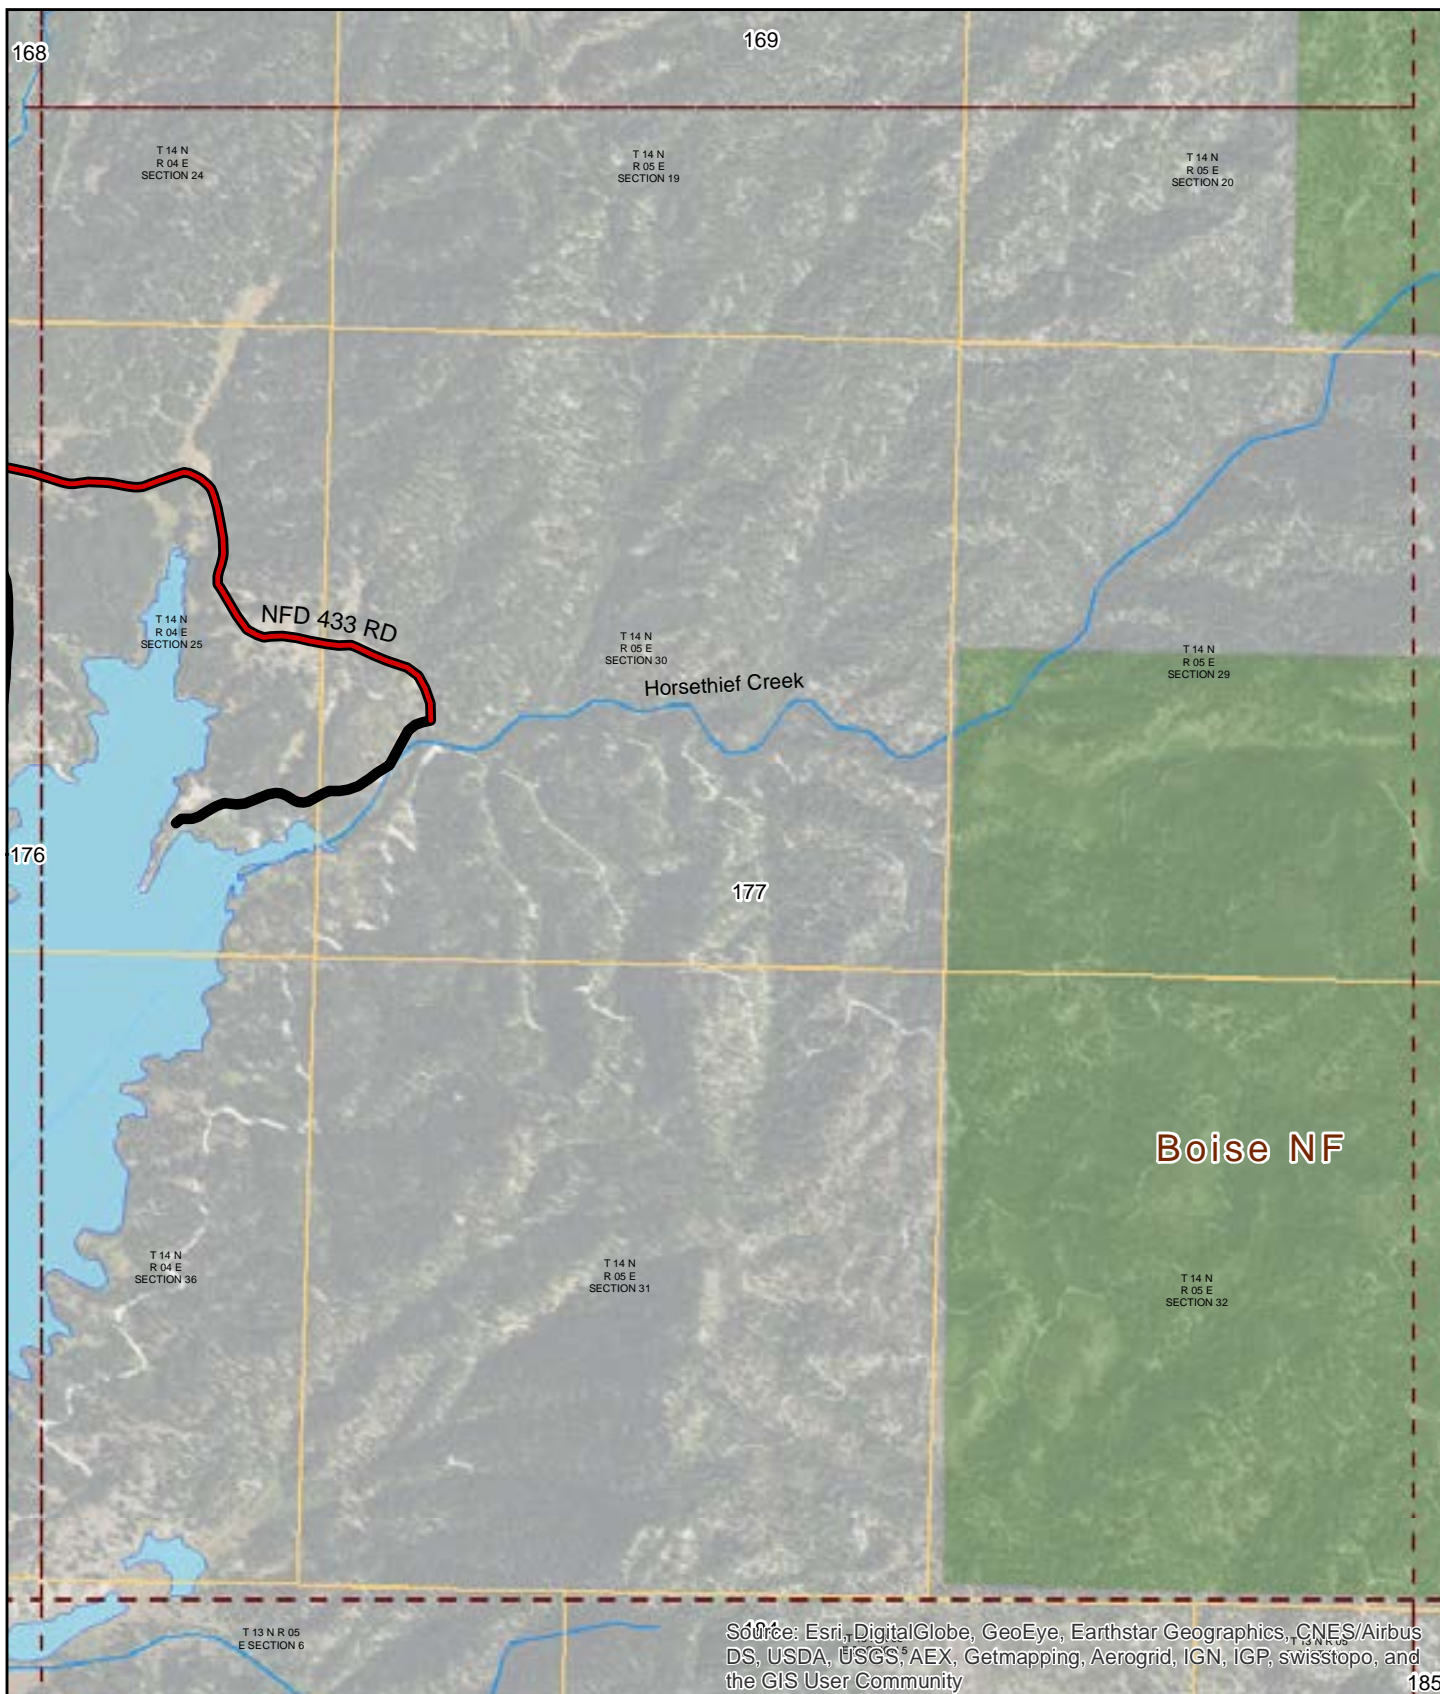 168
169
T 14 N
R 04 E
SECTION 24
T 14 N
R 05 E
SECTION 19
T 14 N
R 05 E
SECTION 20
NFD 433 RD
T 14 N
R 04 E
SECTION 25
T 14 N
R 05 E
SECTION 30
T 14 N
R 05 E
SECTION 29
Horsethief Creek
176
177
Boise NF
T 14 N
R 04 E
SECTION 36
T 14 N
R 05 E
SECTION 31
T 14 N
R 05 E
SECTION 32
T 13 N R 05
E SECTION 6
Source: Esri, DigitalGlobe, GeoEye, Earthstar Geographics, CNES/Airbus
DS, USDA, USGS, AEX, Getmapping, Aerogrid, IGN, IGP, swisstopo, and
the GIS User Community
185